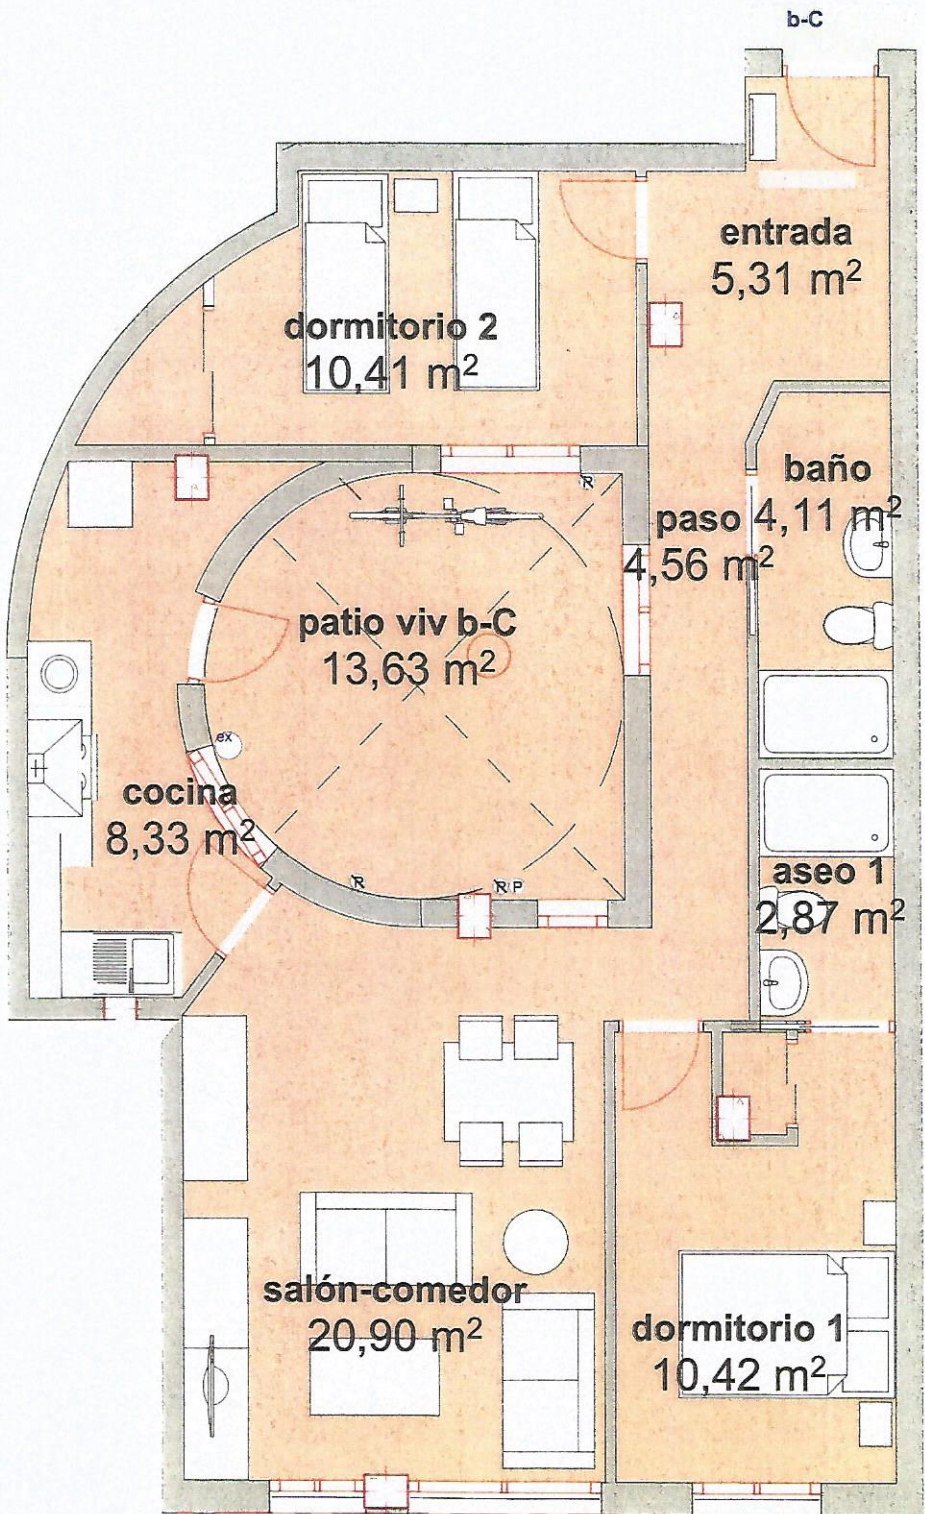 b-C
entrada
5,31 m²
dormitorio 2
10,41 m²
baño
4,11 m²
paso
4,56 m²
R
patio viv b-C
13,63 m²
ex
cocina
8,33 m²
R
R P
aseo 1
2,87 m²
salón-comedor
20,90 m²
dormitorio 1
10,42 m²